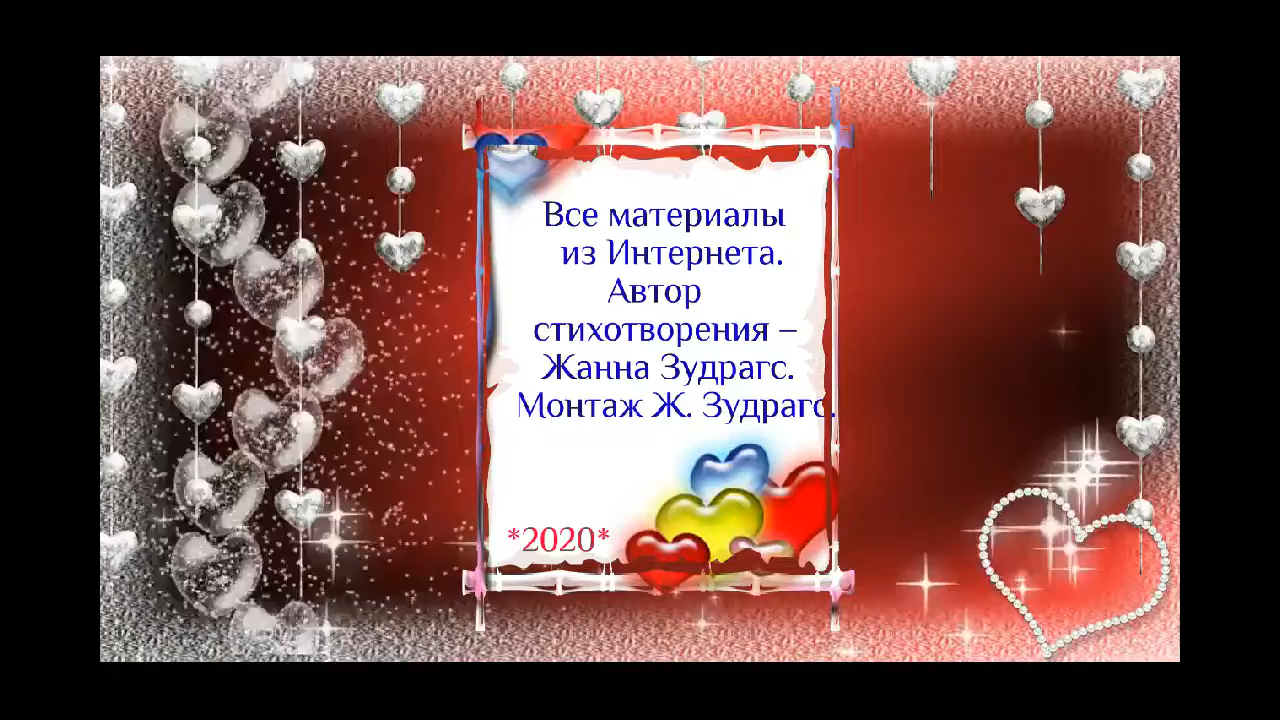 Все материалы
из Интернета.
Автор
стихотворения –
Жанна Зудрагс.
Монтаж Ж. Зудрагс.
*2020*